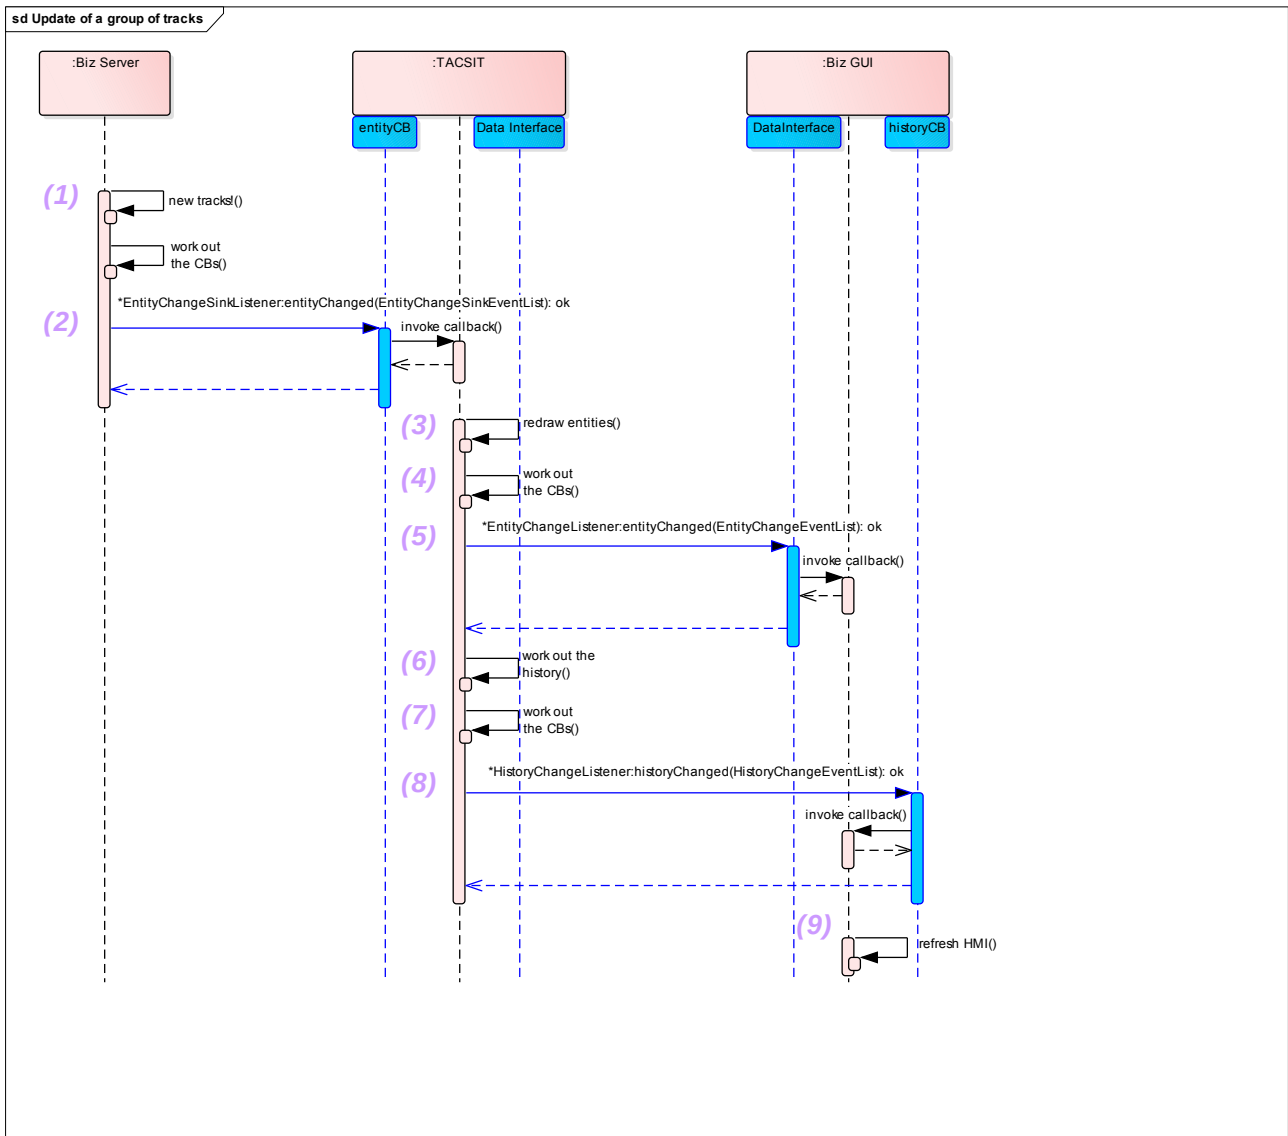 sd Update of a group of tracks
:Biz Server
:TACSIT
:Biz GUI
entityCB
Data Interface
DataInterface
historyCB
(1)
new tracks!()
work out
the CBs()
*EntityChangeSinkListener:entityChanged(EntityChangeSinkEventList): ok
(2)
invoke callback()
(3)
redraw entities()
(4)
work out
the CBs()
*EntityChangeListener:entityChanged(EntityChangeEventList): ok
(5)
invoke callback()
(6)
work out the
history()
(7)
work out
the CBs()
*HistoryChangeListener:historyChanged(HistoryChangeEventList): ok
(8)
invoke callback()
(9)
refresh HMI()